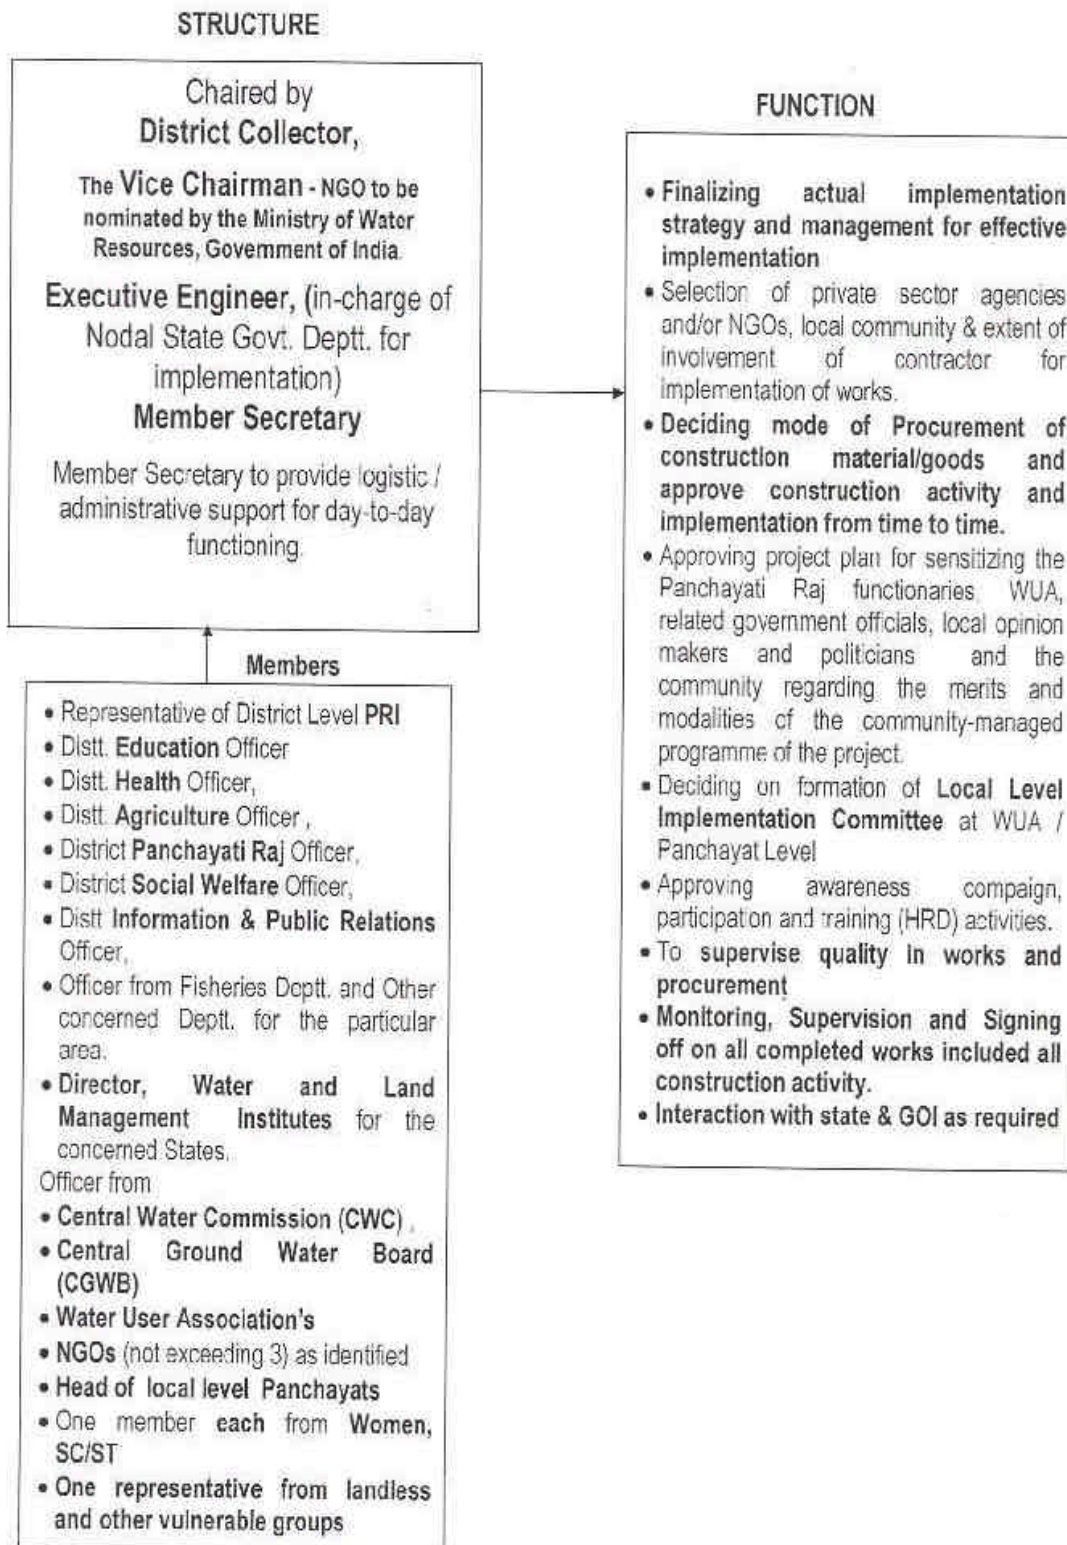 STRUCTURE
Chaired by
District Collector,
The Vice Chairman - NGO to be
nominated by the Ministry of Water
Resources, Government of India.
Executive Engineer, (in-charge of
Nodal State Govt. Deptt. for
implementation)
Member Secretary
Member Secretary to provide logistic /
administrative support for day-to-day
functioning.
Members
• Representative of District Level PRI
• Distt. Education Officer
• Distt. Health Officer,
• Distt. Agriculture Officer ,
• District Panchayati Raj Officer,
• District Social Welfare Officer,
• Distt Information & Public Relations
Officer,
• Officer from Fisheries Deptt. and Other
concerned Deptt. for the particular
area.
• Director, Water and Land
Management Institutes for the
concerned States.
Officer from
• Central Water Commission (CWC) ,
• Central Ground Water Board
(CGWB)
• Water User Association's
• NGOs (not exceeding 3) as identified
• Head of local level Panchayats
• One member each from Women,
SC/ST
• One representative from landless
and other vulnerable groups
FUNCTION
• Finalizing actual implementation
strategy and management for effective
implementation
• Selection of private sector agencies
and/or NGOs, local community & extent of
involvement of contractor for
implementation of works.
• Deciding mode of Procurement of
construction material/goods and
approve construction activity and
implementation from time to time.
• Approving project plan for sensitizing the
Panchayati Raj functionaries WUA,
related government officials, local opinion
makers and politicians and the
community regarding the merits and
modalities of the community-managed
programme of the project.
• Deciding on formation of Local Level
Implementation Committee at WUA /
Panchayat Level
• Approving awareness compaign,
participation and training (HRD) activities.
• To supervise quality in works and
procurement
• Monitoring, Supervision and Signing
off on all completed works included all
construction activity.
• Interaction with state & GOI as required